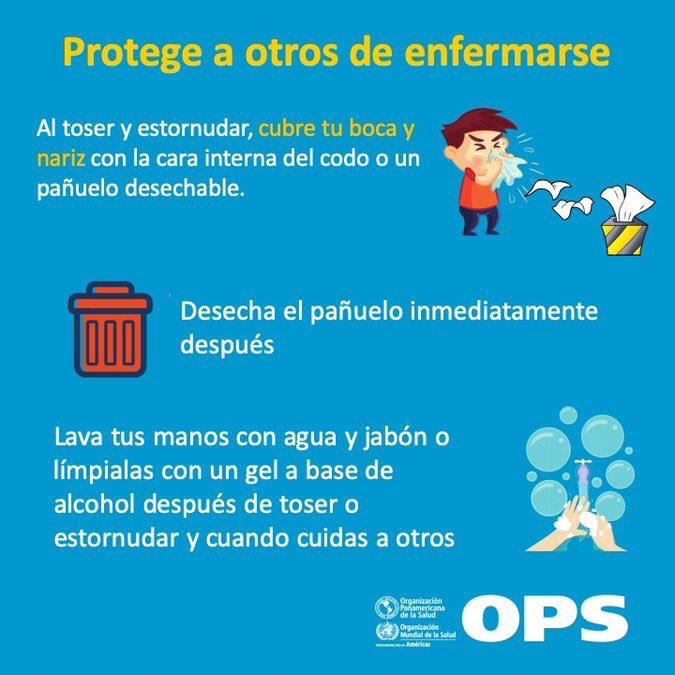 Protege a otros de enfermarse
Al toser y estornudar, cubre tu boca y
nariz con la cara interna del codo o un
pañuelo desechable.
Desecha el pañuelo inmediatamente
después
Lava tus manos con agua y jabón o
límpialas con un gel a base de
alcohol después de toser o
estornudar y cuando cuidas a otros
Organización
Panamericana
de la Salud
Organización
Mundial de la Salud
Américas
OPS